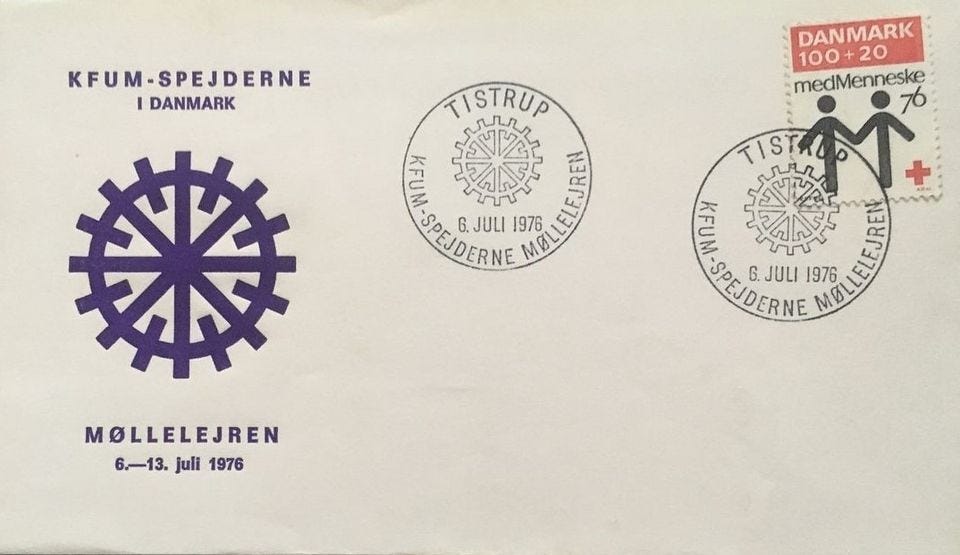 KFUM-SPEJDERNE
I DANMARK
MØLLELEJREN
6.—13. juli 1976
TISTRUP
6. JULI 1976
KFUM-SPEJDERNE MØLLELEJREN
DANMARK
100+20
medMenneske
76
TISTRUP
6. JULI 1976
KFUM-SPEJDERNE MØLLELEJREN